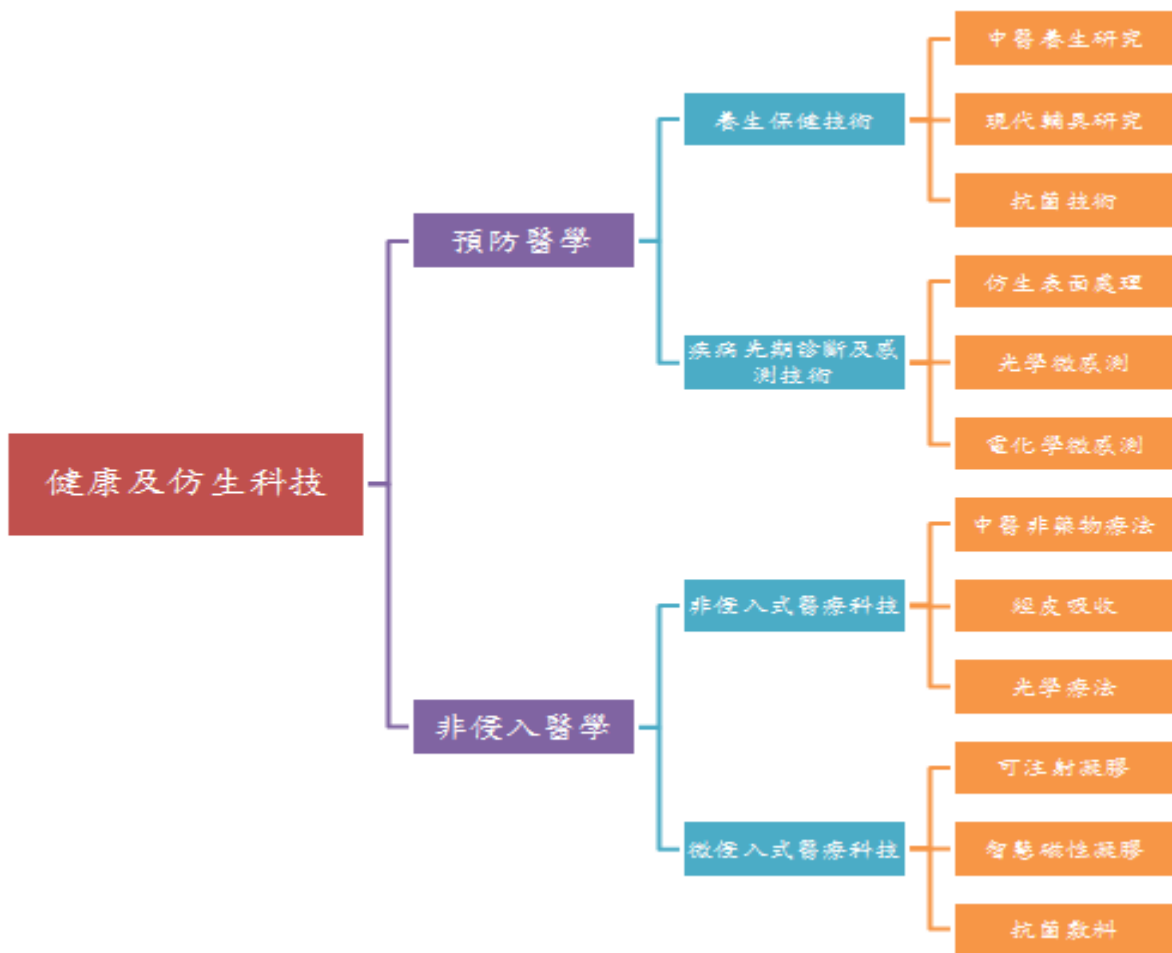 健康及仿生科技
預防醫學
養生保健技術
中醫養生研究
現代輔具研究
抗菌技術
疾病先期診斷及感
測技術
仿生表面處理
光學微感測
電化學微感測
非侵入醫學
非侵入式醫療科技
中醫非藥物療法
經皮吸收
光學療法
微侵入式醫療科技
可注射凝膠
智慧磁性凝膠
抗菌敷料